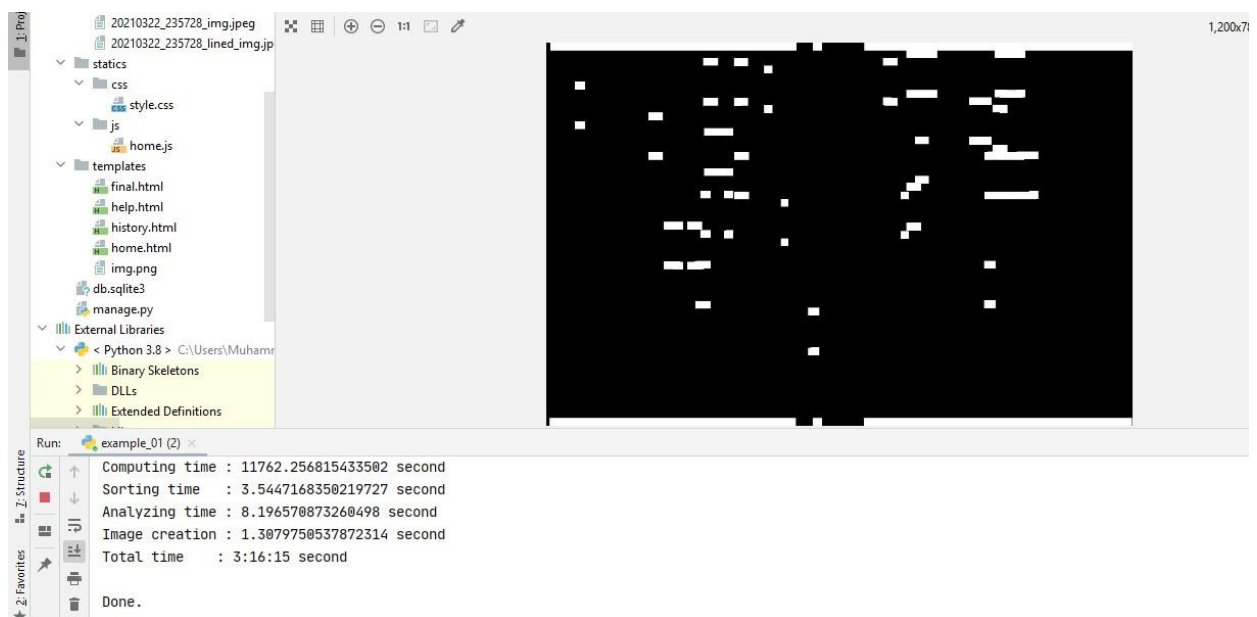 1: Proj
20210322_235728_img.jpeg
20210322_235728_lined_img.jp
statics
css
style.css
js
home.js
templates
final.html
help.html
history.html
home.html
img.png
db.sqlite3
manage.py
External Libraries
< Python 3.8 > C:\Users\Muhamm
Binary Skeletons
DLLs
Extended Definitions
1:1
1,200x78
Run: example_01 (2)
Computing time : 11762.256815433502 second
Sorting time : 3.5447168350219727 second
Analyzing time : 8.196570873260498 second
Image creation : 1.3079750537872314 second
Total time : 3:16:15 second
Done.
7: Structure
2: Favorites